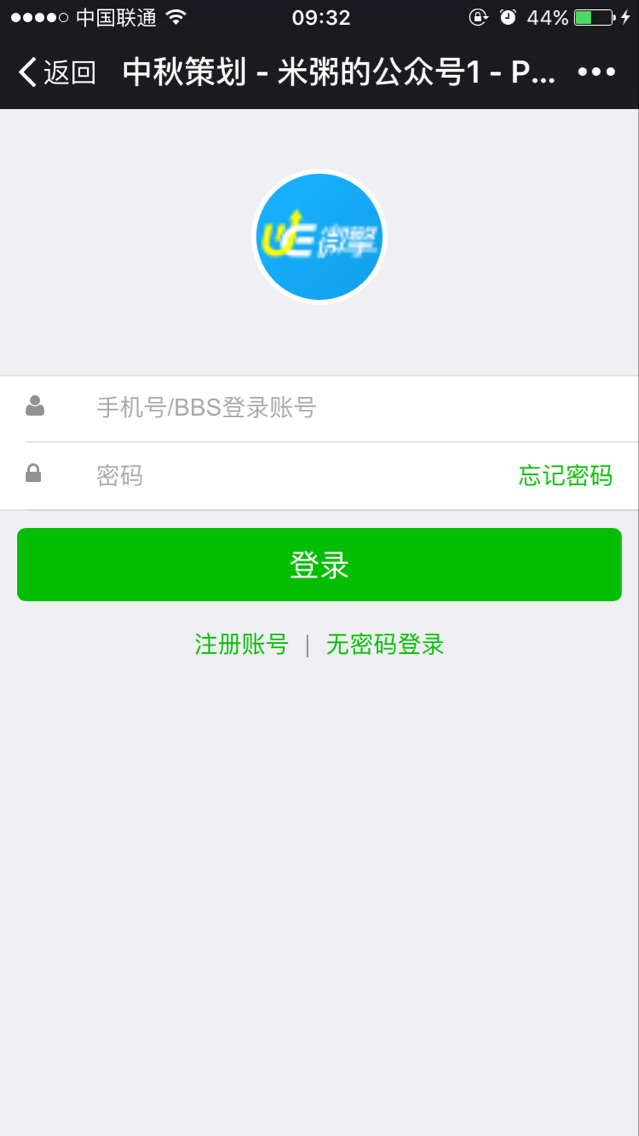 中国联通 09:32 44%
返回 中秋策划 - 米粥的公众号1 - P...
微擎
手机号/BBS登录账号
密码 忘记密码
登录
注册账号 | 无密码登录